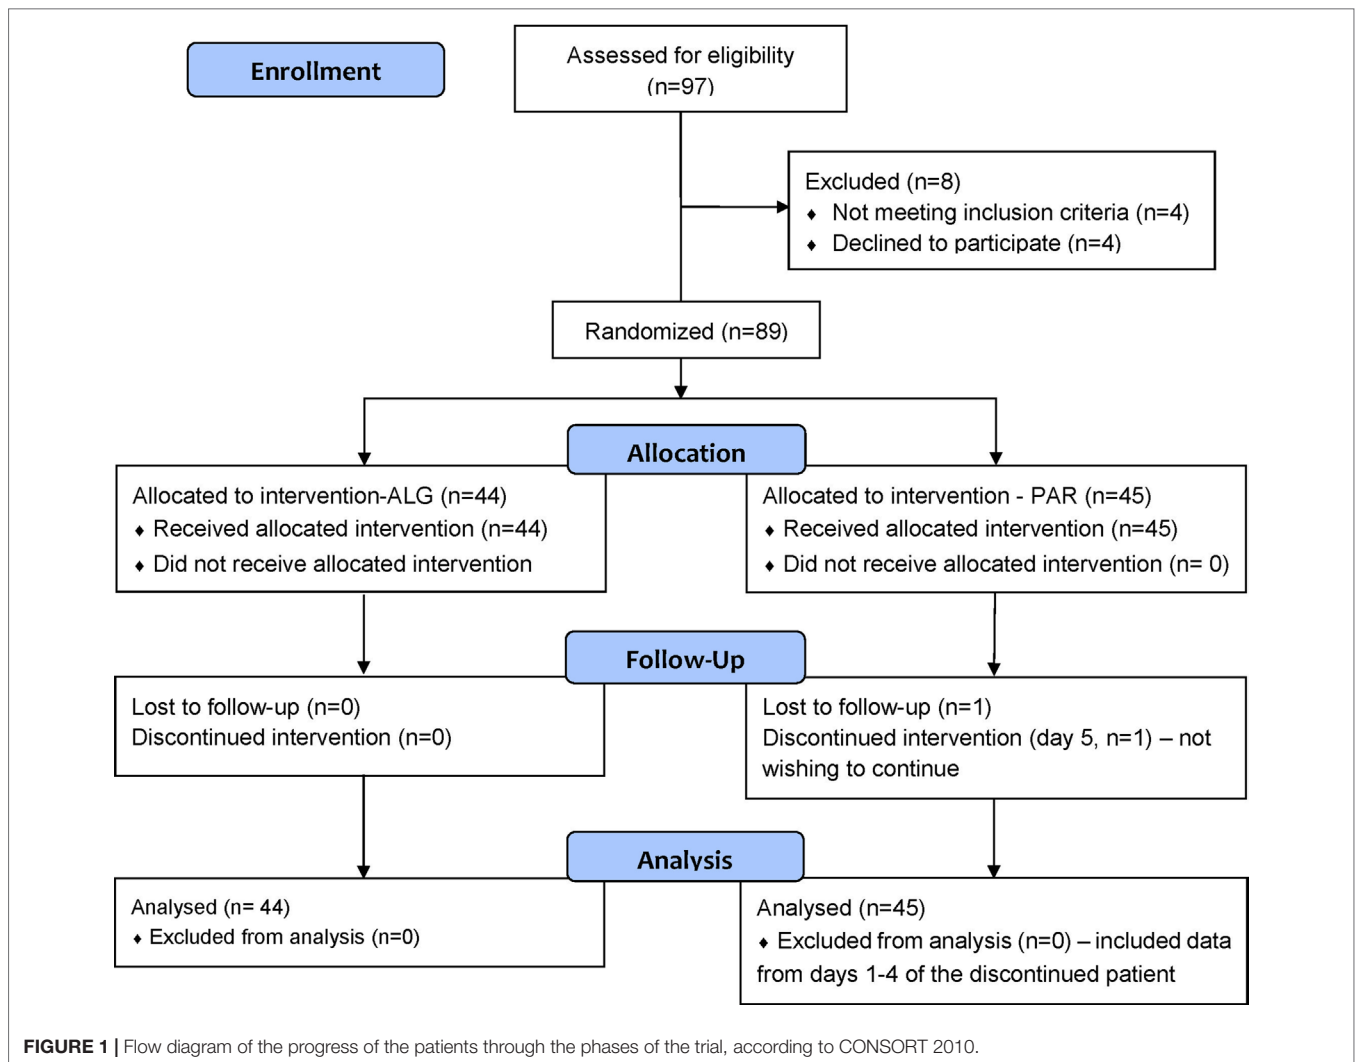 Enrollment
Assessed for eligibility
(n=97)
Excluded (n=8)
♦ Not meeting inclusion criteria (n=4)
♦ Declined to participate (n=4)
Randomized (n=89)
Allocation
Allocated to intervention-ALG (n=44)
♦ Received allocated intervention (n=44)
♦ Did not receive allocated intervention
Allocated to intervention - PAR (n=45)
♦ Received allocated intervention (n=45)
♦ Did not receive allocated intervention (n= 0)
Follow-Up
Lost to follow-up (n=0)
Discontinued intervention (n=0)
Lost to follow-up (n=1)
Discontinued intervention (day 5, n=1) – not
wishing to continue
Analysis
Analysed (n= 44)
♦ Excluded from analysis (n=0)
Analysed (n=45)
♦ Excluded from analysis (n=0) – included data
from days 1-4 of the discontinued patient
FIGURE 1 | Flow diagram of the progress of the patients through the phases of the trial, according to CONSORT 2010.